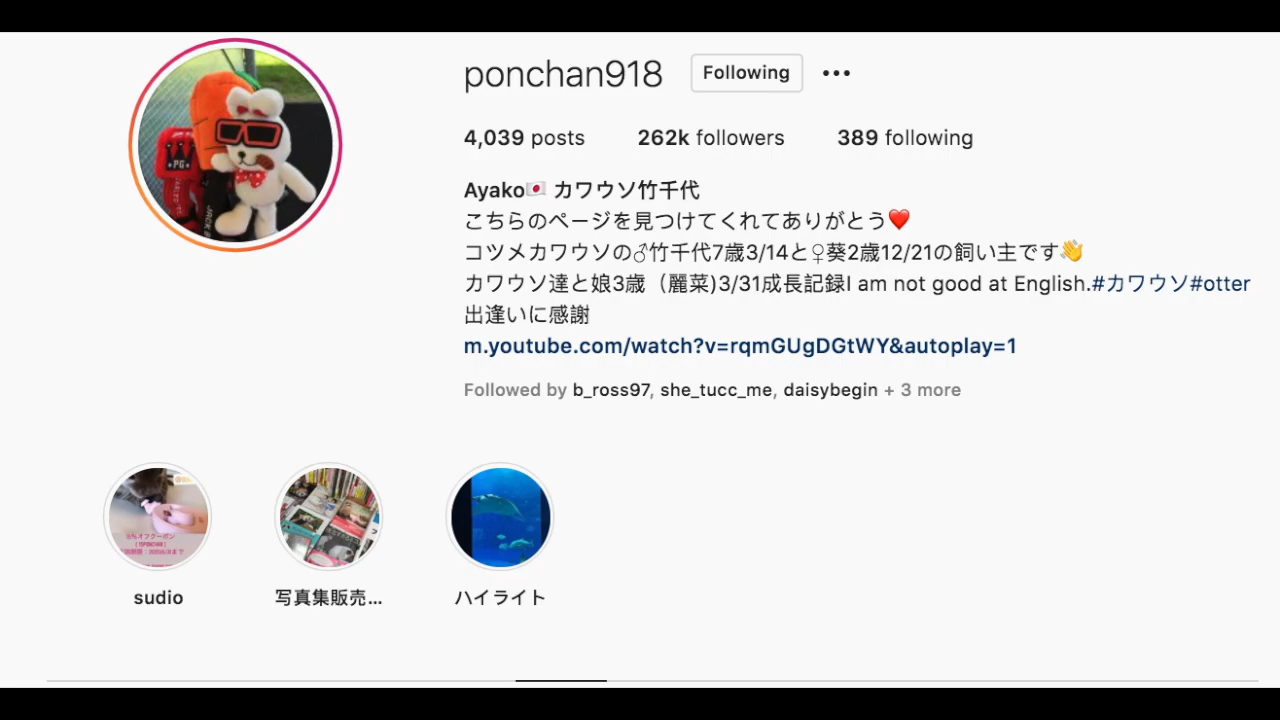 ponchan918 Following •••
4,039 posts 262k followers 389 following
Ayako🇯🇵 カワウソ竹千代
こちらのページを見つけてくれてありがとう❤️
コツメカワウソの♂竹千代7歳3/14と♀葵2歳12/21の飼い主です👋
カワウソ達と娘3歳（麗菜)3/31成長記録I am not good at English.#カワウソ#otter
出逢いに感謝
m.youtube.com/watch?v=rqmGUgDGtWY&autoplay=1
Followed by b_ross97, she_tucc_me, daisybegin + 3 more
PG
sudio
写真集販売...
ハイライト